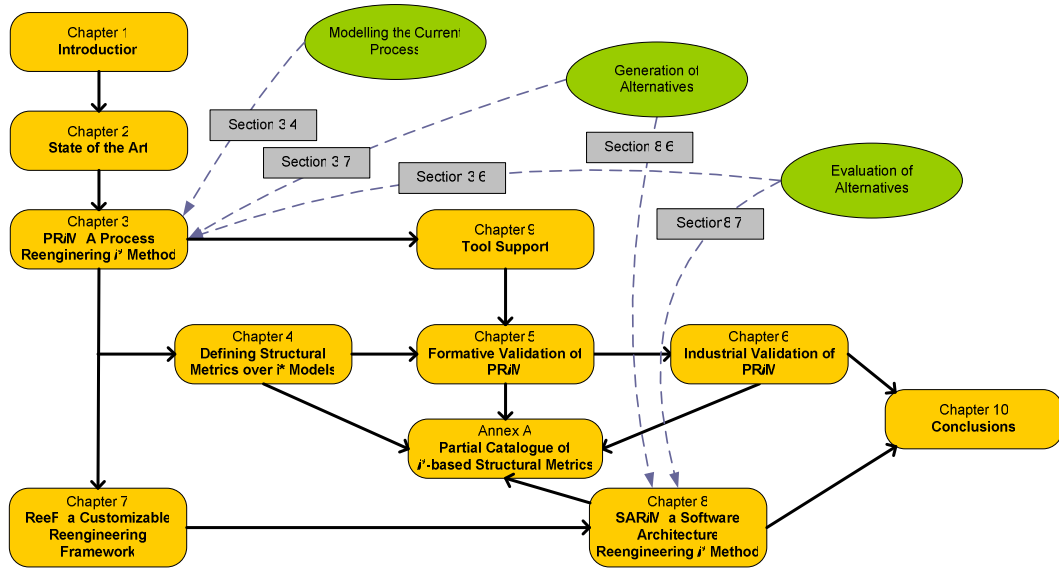 Chapter 1
Introduction
Modelling the Current
Process
Generation of
Alternatives
Chapter 2
State of the Art
Section 3.4
Section 3.7
Section 8.6
Section 3.6
Evaluation of
Alternatives
Chapter 3
PRiM A Process
Reenginering i* Method
Chapter 9
Tool Support
Section 8.7
Chapter 4
Defining Structural
Metrics over i* Models
Chapter 5
Formative Validation of
PRiM
Chapter 6
Industrial Validation of
PRiM
Chapter 10
Conclusions
Annex A
Partial Catalogue of
i*-based Structural Metrics
Chapter 7
ReeF a Customizable
Reengineering
Framework
Chapter 8
SARiM a Software
Architecture
Reengineering i* Method